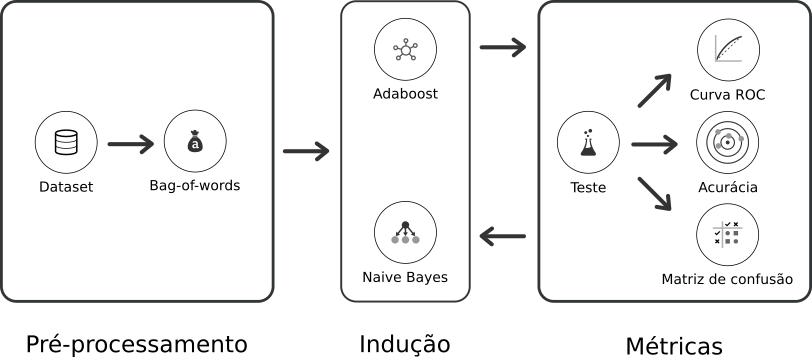 Dataset
a
Bag-of-words
Pré-processamento
Adaboost
Naive Bayes
Indução
Teste
Curva ROC
Acurácia
Matriz de confusão
Métricas